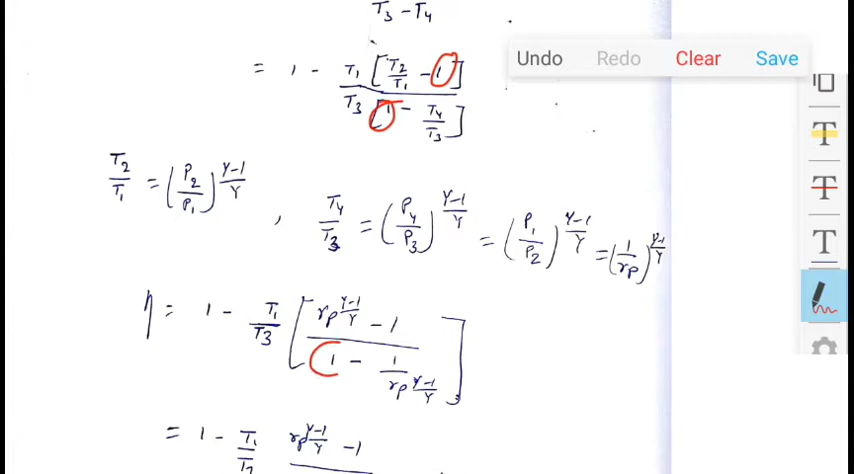 T3 - T4
Undo Redo Clear Save
= 1 - T1 [T2/T1 - 1] / T3 [1 - T4/T3]
T2/T1 = (P2/P1)^(γ-1)/γ , T4/T3 = (P4/P3)^(γ-1)/γ = (P1/P2)^(γ-1)/γ = (1/rp)^(γ-1)/γ
η = 1 - T1/T3 [ rp^(γ-1)/γ - 1 / 1 - 1/rp^(γ-1)/γ ]
= 1 - T1/T3 rp^(γ-1)/γ - 1